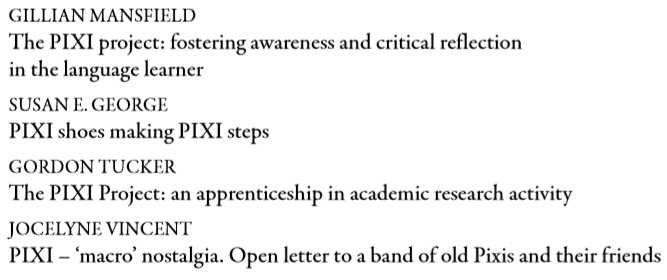 GILLIAN MANSFIELD
The PIXI project: fostering awareness and critical reflection
in the language learner
SUSAN E. GEORGE
PIXI shoes making PIXI steps
GORDON TUCKER
The PIXI Project: an apprenticeship in academic research activity
JOCELYNE VINCENT
PIXI – ‘macro’ nostalgia. Open letter to a band of old Pixis and their friends